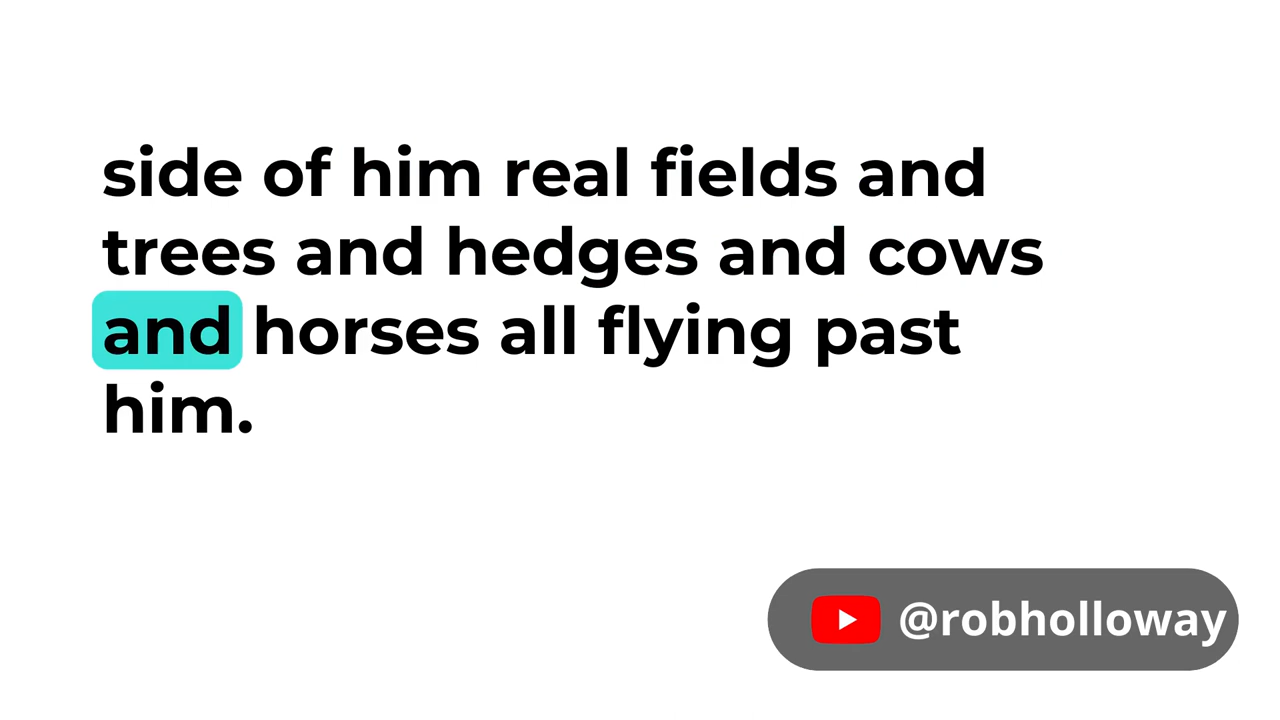 side of him real fields and
trees and hedges and cows
and horses all flying past
him.
@robholloway